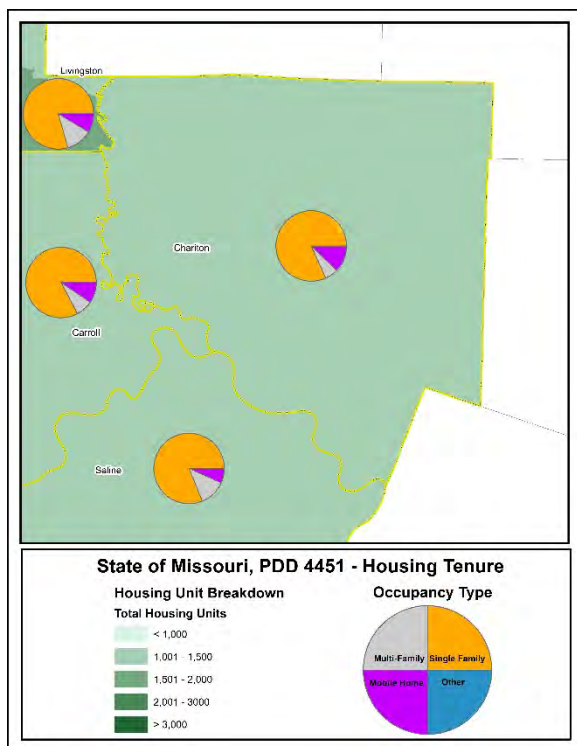 Livingston
Chariton
Carroll
Saline
State of Missouri, PDD 4451 - Housing Tenure
Housing Unit Breakdown
Total Housing Units
< 1,000
1,001 - 1,500
1,501 - 2,000
2,001 - 3000
> 3,000
Occupancy Type
Multi-Family
Single Family
Mobile Home
Other